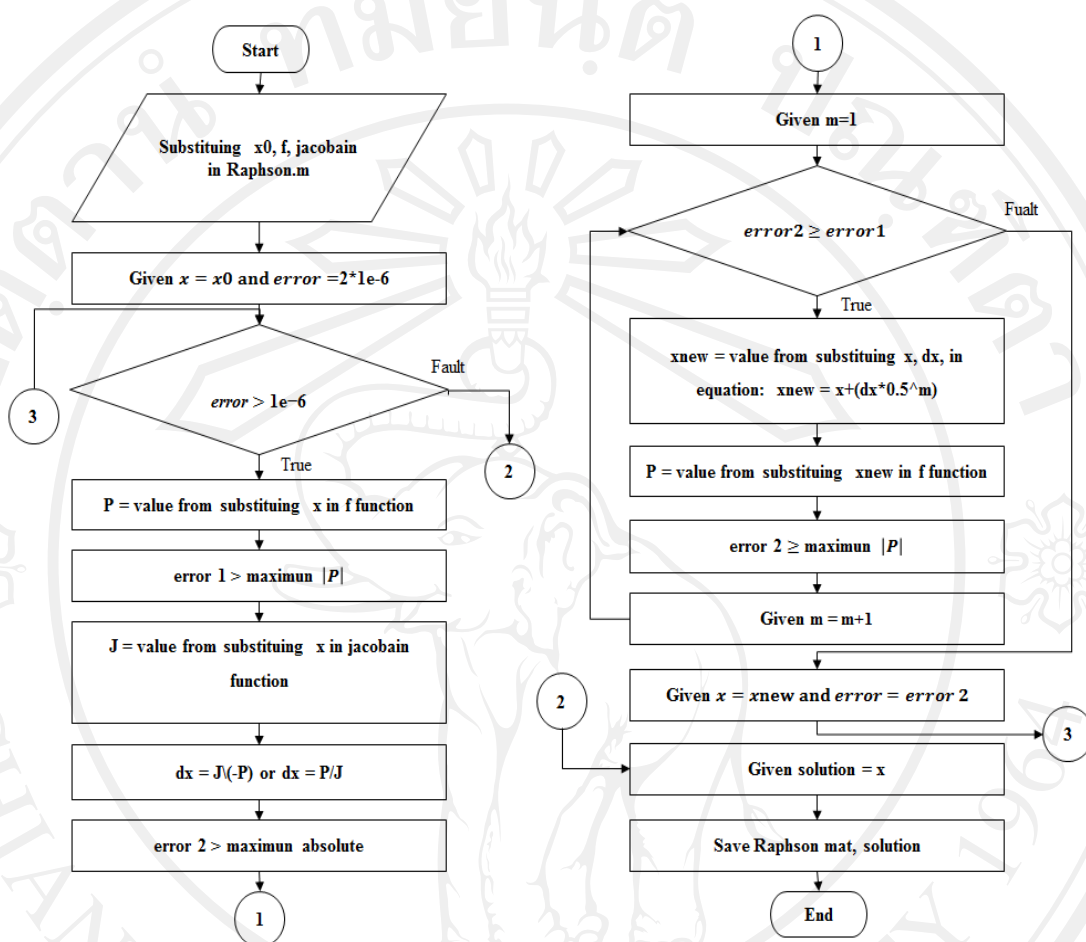 Start
Substituing x0, f, jacobain
in Raphson.m
Given x = x0 and error =2*1e-6
error > 1e−6
Fault
True
3
2
P = value from substituing x in f function
error 1 > maximun |P|
J = value from substituing x in jacobain
function
dx = J\(-P) or dx = P/J
error 2 > maximun absolute
1
1
Given m=1
error2 ≥ error1
Fualt
True
xnew = value from substituing x, dx, in
equation: xnew = x+(dx*0.5^m)
P = value from substituing xnew in f function
error 2 ≥ maximun |P|
Given m = m+1
Given x = xnew and error = error 2
2
3
Given solution = x
Save Raphson mat, solution
End
1964